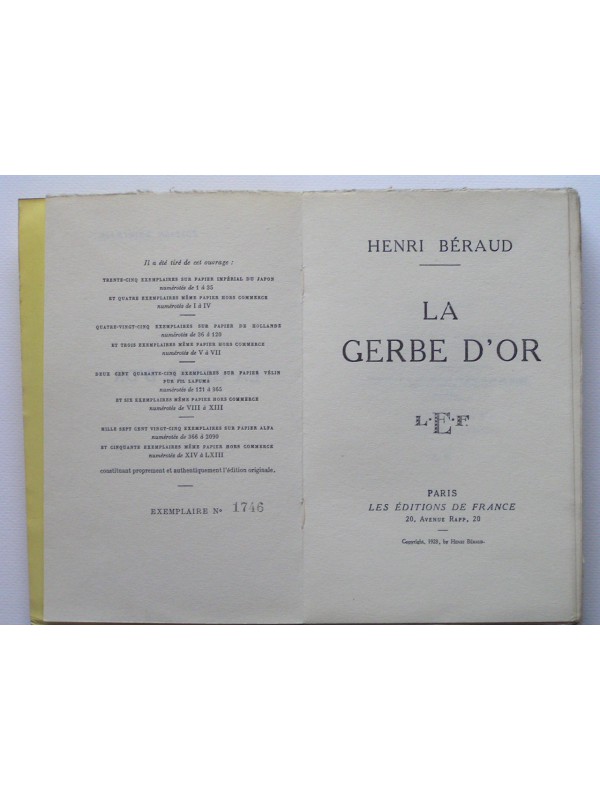 Il a été tiré de cet ouvrage :
TRENTE-CINQ EXEMPLAIRES SUR PAPIER IMPÉRIAL DU JAPON
numérotés de 1 à 35
ET QUATRE EXEMPLAIRES MÊME PAPIER HORS COMMERCE
numérotés de I à IV
QUATRE-VINGT-CINQ EXEMPLAIRES SUR PAPIER DE HOLLANDE
numérotés de 36 à 120
ET TROIS EXEMPLAIRES MÊME PAPIER HORS COMMERCE
numérotés de V à VII
DEUX CENT QUARANTE-CINQ EXEMPLAIRES SUR PAPIER VÉLIN
PUR FIL LAFUMA
numérotés de 121 à 365
ET SIX EXEMPLAIRES MÊME PAPIER HORS COMMERCE
numérotés de VIII à XIII
MILLE SEPT CENT VINGT-CINQ EXEMPLAIRES SUR PAPIER ALFA
numérotés de 366 à 2090
ET CINQUANTE EXEMPLAIRES MÊME PAPIER HORS COMMERCE
numérotés de XIV à LXIII
constituant proprement et authentiquement l'édition originale.
EXEMPLAIRE N° 1746
HENRI BÉRAUD
LA
GERBE D'OR
L·E·F
PARIS
LES ÉDITIONS DE FRANCE
20, AVENUE RAPP, 20
Copyright, 1928, by HENRI BÉRAUD.